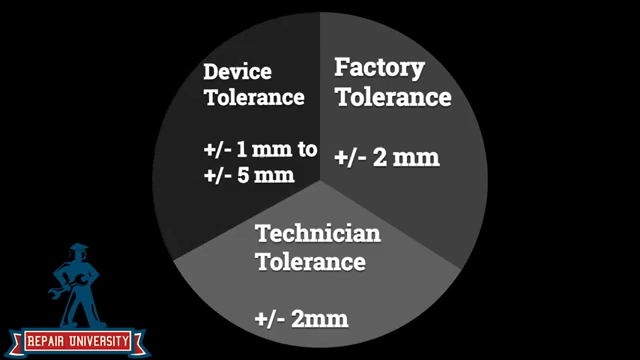 Device
Tolerance
+/- 1 mm to
+/- 5 mm
Factory
Tolerance
+/- 2 mm
Technician
Tolerance
+/- 2mm
REPAIR UNIVERSITY